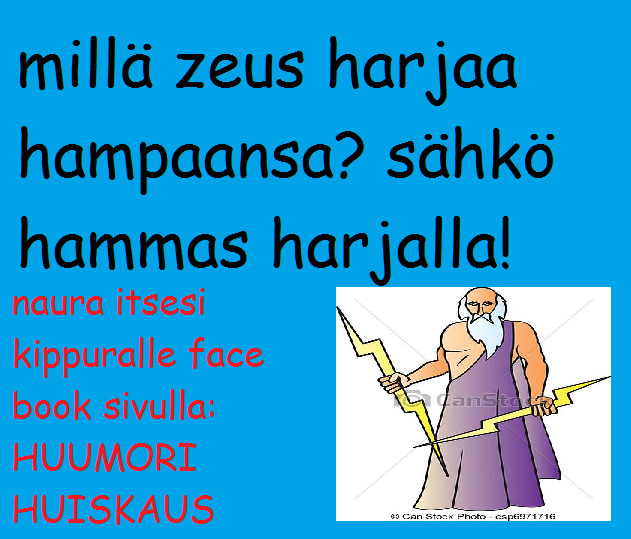 millä zeus harjaa
hampaansa? sähkö
hammas harjalla!
naura itsesi
kippuralle face
book sivulla:
HUUMORI
HUISKAUS
CanStock
© Can Stock Photo - csp6971716